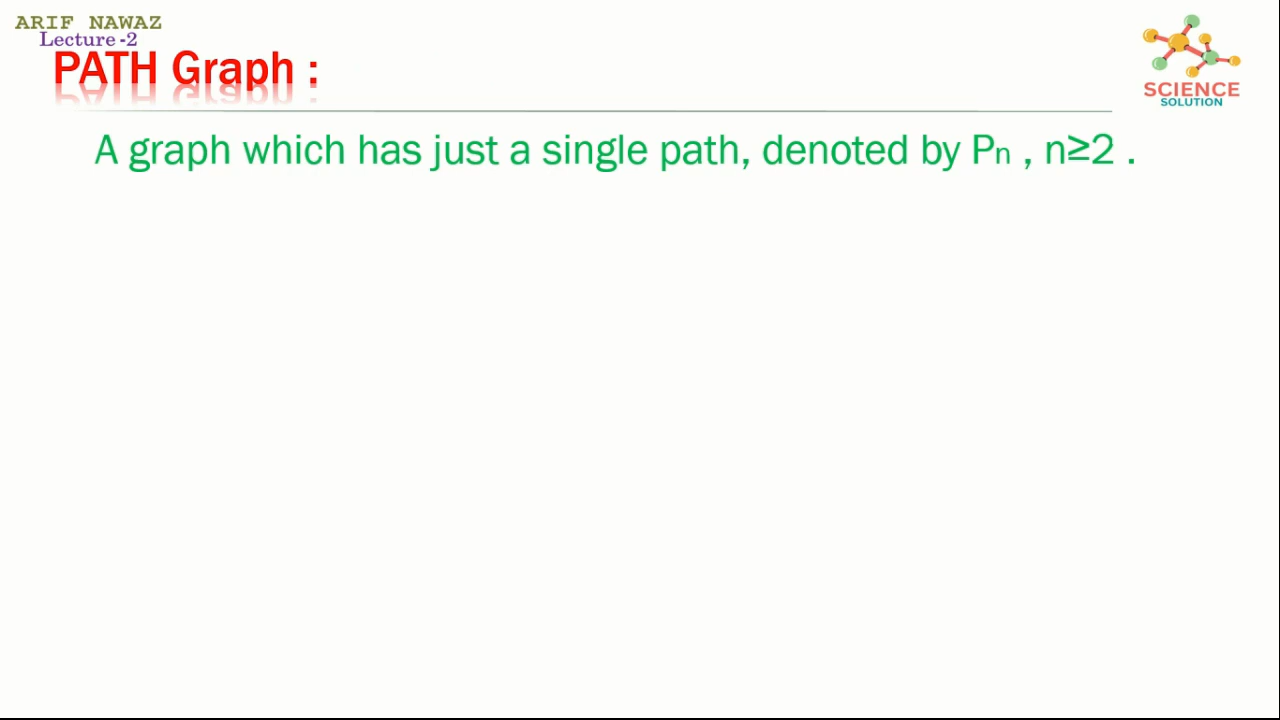 ARIF NAWAZ
Lecture -2
PATH Graph :
SCIENCE
SOLUTION
A graph which has just a single path, denoted by Pn , n≥2 .